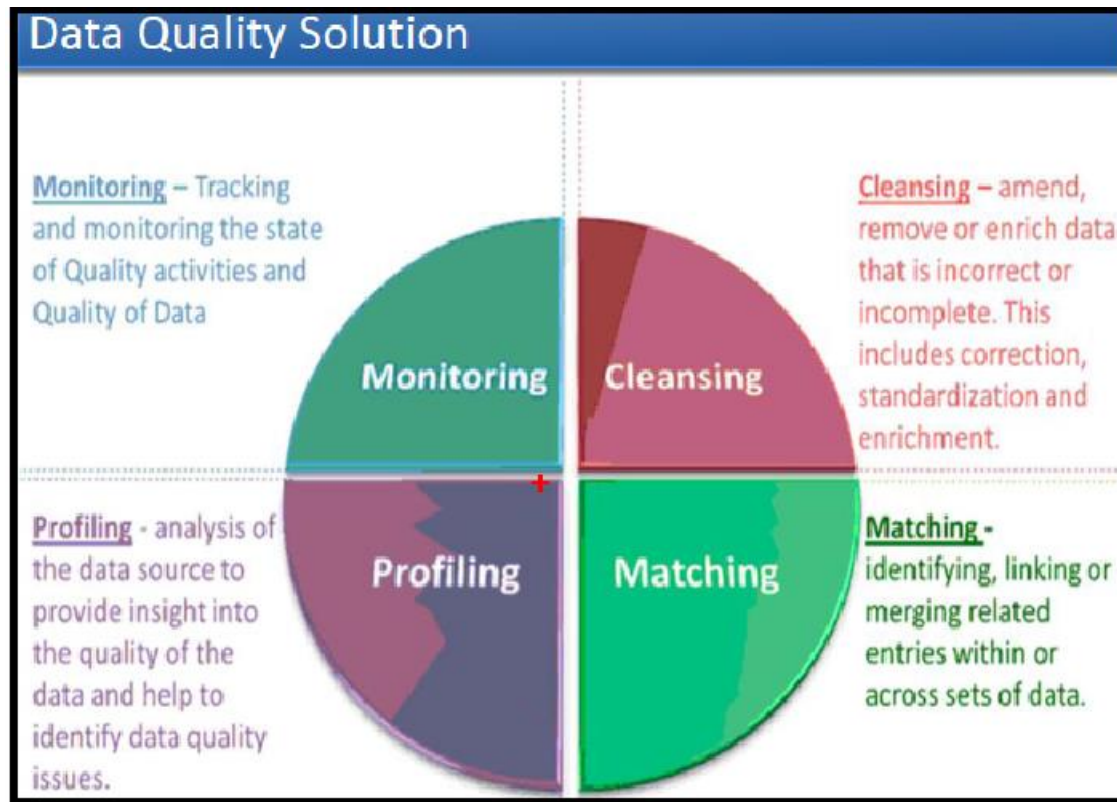 Data Quality Solution
Monitoring – Tracking
and monitoring the state
of Quality activities and
Quality of Data
Cleansing – amend,
remove or enrich data
that is incorrect or
incomplete. This
includes correction,
standardization and
enrichment.
Monitoring
Cleansing
Profiling - analysis of
the data source to
provide insight into
the quality of the
data and help to
identify data quality
issues.
Profiling
Matching
Matching -
identifying, linking or
merging related
entries within or
across sets of data.